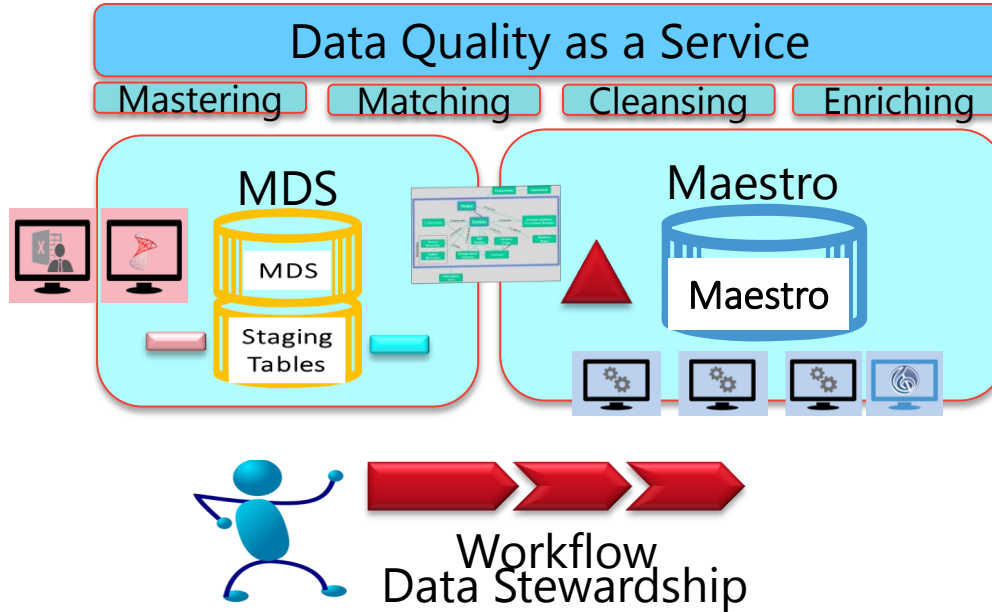 Data Quality as a Service
Mastering
Matching
Cleansing
Enriching
MDS
Maestro
MDS
Staging
Tables
Maestro
Workflow
Data Stewardship